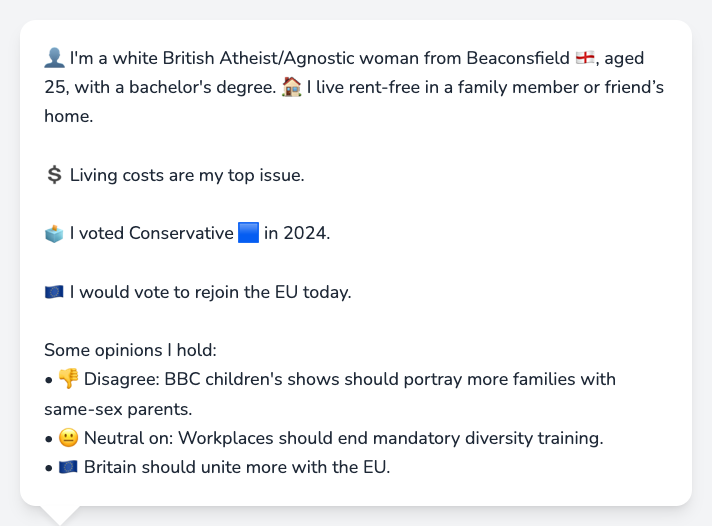 👤 I'm a white British Atheist/Agnostic woman from Beaconsfield 🏴󠁧󠁢󠁥󠁮󠁧󠁿, aged
25, with a bachelor's degree. 🏠 I live rent-free in a family member or friend’s
home.
💲 Living costs are my top issue.
🗳️ I voted Conservative 🟦 in 2024.
🇪🇺 I would vote to rejoin the EU today.
Some opinions I hold:
• 👎 Disagree: BBC children's shows should portray more families with
same-sex parents.
• 😐 Neutral on: Workplaces should end mandatory diversity training.
• 🇪🇺 Britain should unite more with the EU.